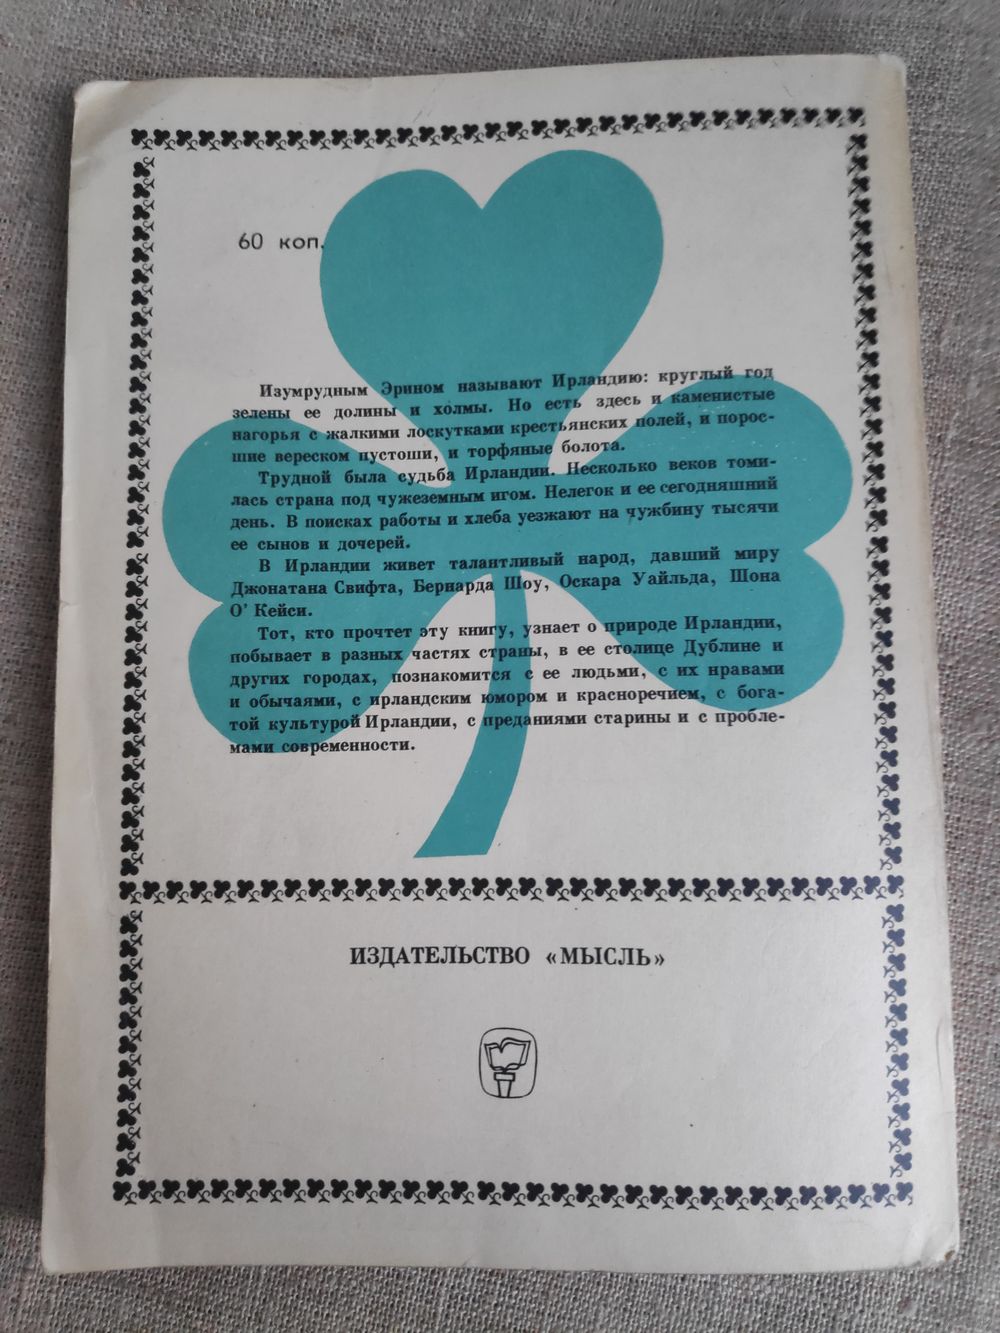 60 коп.
Изумрудным Эрином называют Ирландию: круглый год
зелены ее долины и холмы. Но есть здесь и каменистые
нагорья с жалкими лоскутками крестьянских полей, и порос-
шие вереском пустоши, и торфяные болота.
Трудной была судьба Ирландии. Несколько веков томи-
лась страна под чужеземным игом. Нелегок и ее сегодняшний
день. В поисках работы и хлеба уезжают на чужбину тысячи
ее сынов и дочерей.
В Ирландии живет талантливый народ, давший миру
Джонатана Свифта, Бернарда Шоу, Оскара Уайльда, Шона
О' Кейси.
Тот, кто прочтет эту книгу, узнает о природе Ирландии,
побывает в разных частях страны, в ее столице Дублине и
других городах, познакомится с ее людьми, с их нравами
и обычаями, с ирландским юмором и красноречием, с бога-
той культурой Ирландии, с преданиями старины и с пробле-
мами современности.
ИЗДАТЕЛЬСТВО «МЫСЛЬ»